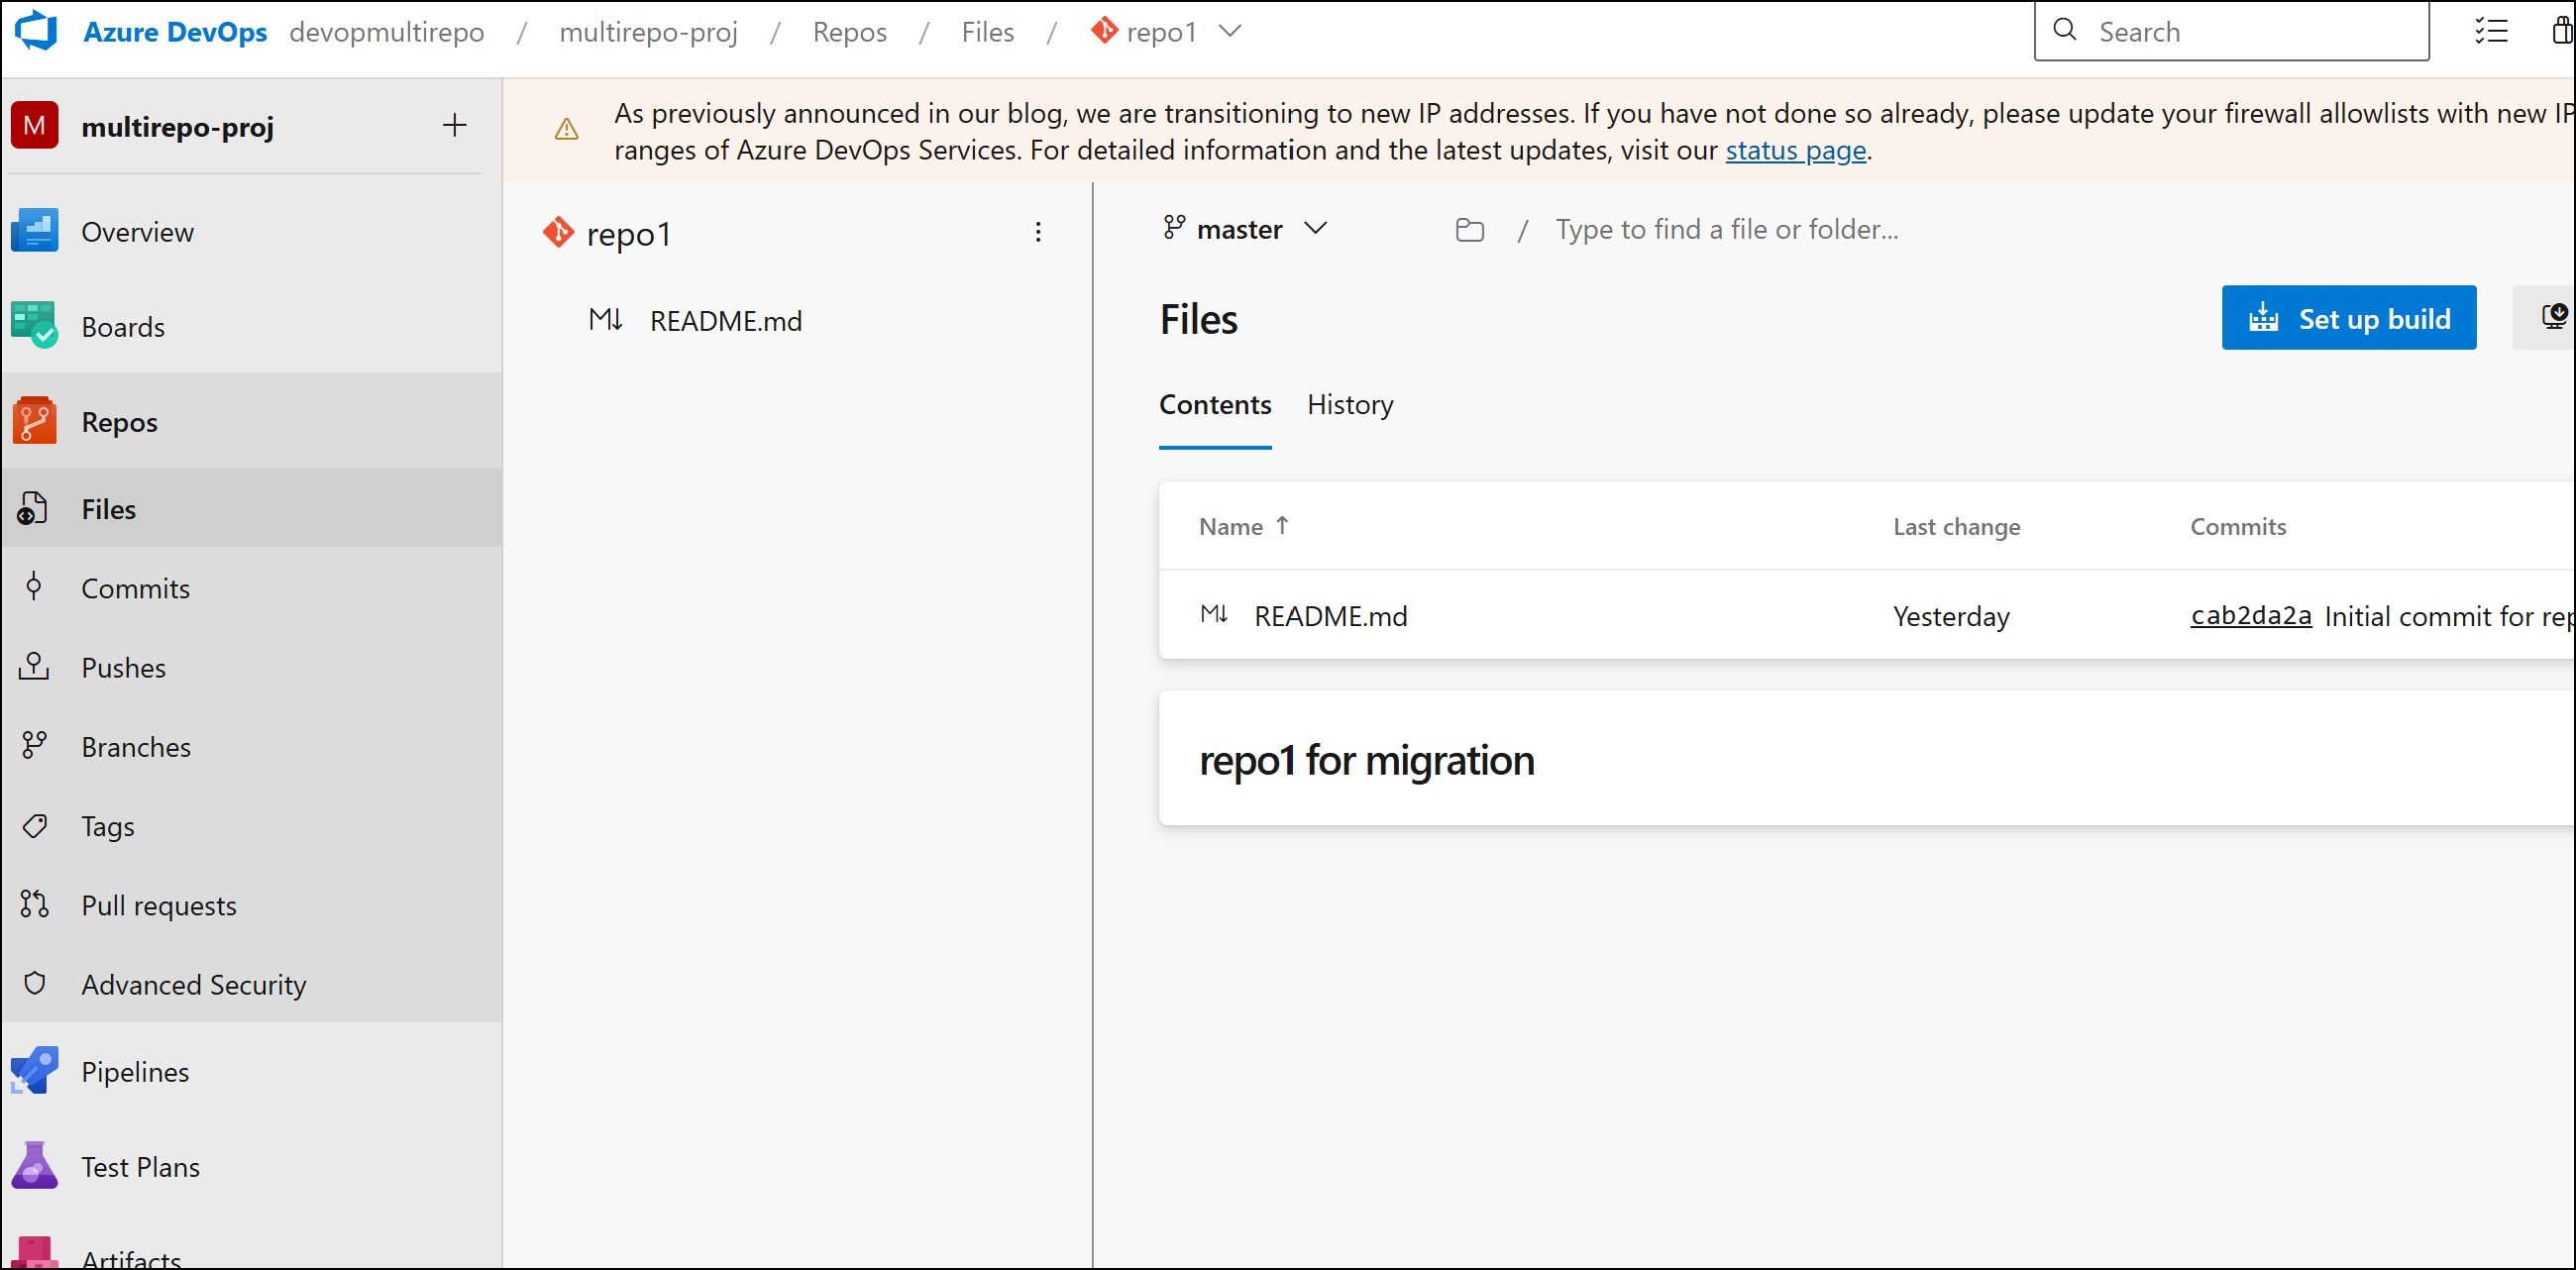 Azure DevOps devopmultirepo / multirepo-proj / Repos / Files / repo1
Search
M multirepo-proj +
As previously announced in our blog, we are transitioning to new IP addresses. If you have not done so already, please update your firewall allowlists with new IP
ranges of Azure DevOps Services. For detailed information and the latest updates, visit our status page.
Overview
Boards
Repos
Files
Commits
Pushes
Branches
Tags
Pull requests
Advanced Security
Pipelines
Test Plans
Artifacts
repo1
README.md
master / Type to find a file or folder...
Files
Set up build
Contents History
Name ↑ Last change Commits
README.md Yesterday cab2da2a Initial commit for rep
repo1 for migration